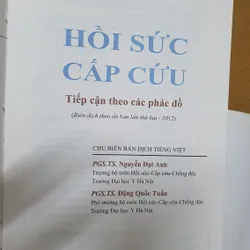 HỒI SỨC
CẤP CỨU
Tiếp cận theo các phác đồ
(Biên dịch theo ấn bản lần thứ hai - 2012)
CHỦ BIÊN BẢN DỊCH TIẾNG VIỆT
PGS.TS. Nguyễn Đạt Anh
Trưởng bộ môn Hồi sức-Cấp cứu-Chống độc
Trường Đại học Y Hà Nội
PGS.TS. Đặng Quốc Tuấn
Phó trưởng bộ môn Hồi sức-Cấp cứu-Chống độc
Trường Đại học Y Hà Nội